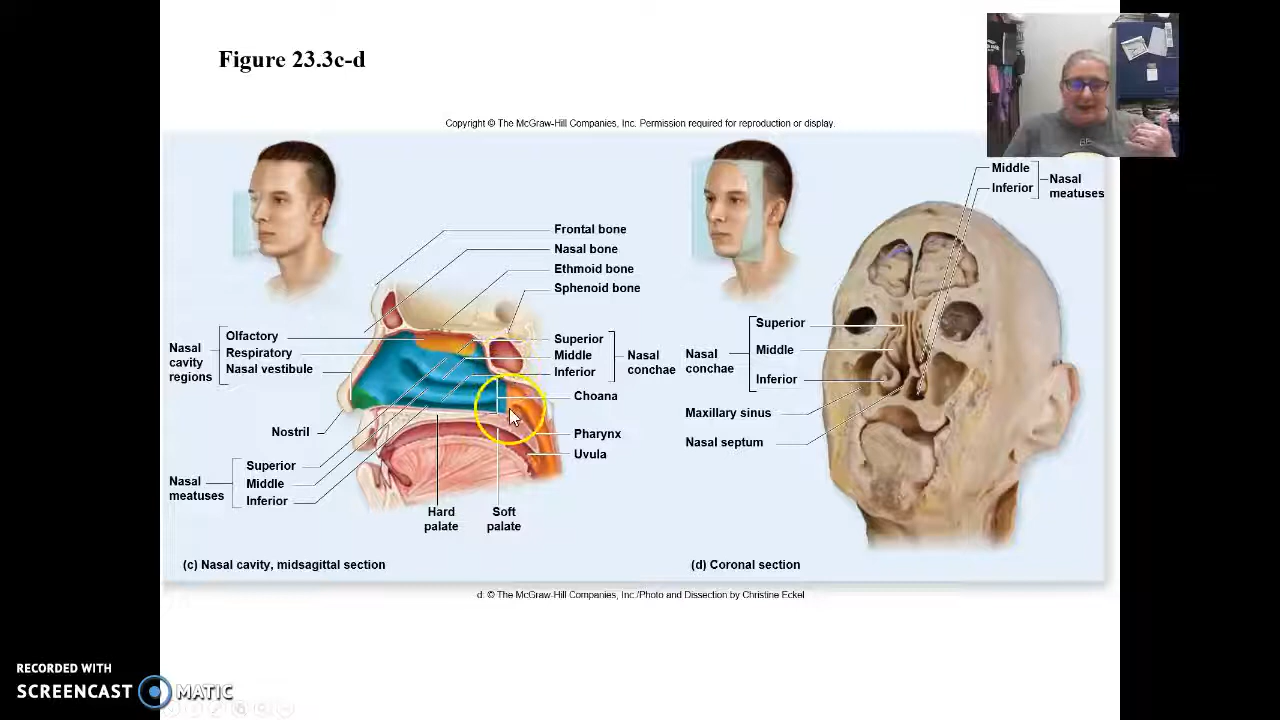 Figure 23.3c-d
Copyright © The McGraw-Hill Companies, Inc. Permission required for reproduction or display.
Frontal bone
Nasal bone
Ethmoid bone
Sphenoid bone
Nasal cavity regions
Olfactory
Respiratory
Nasal vestibule
Superior
Middle
Inferior
Nasal conchae
Choana
Nostril
Pharynx
Uvula
Nasal meatuses
Superior
Middle
Inferior
Hard palate
Soft palate
(c) Nasal cavity, midsagittal section
Middle
Inferior
Nasal meatuses
Nasal conchae
Superior
Middle
Inferior
Maxillary sinus
Nasal septum
(d) Coronal section
d: © The McGraw-Hill Companies, Inc./Photo and Dissection by Christine Eckel
RECORDED WITH
SCREENCAST MATIC